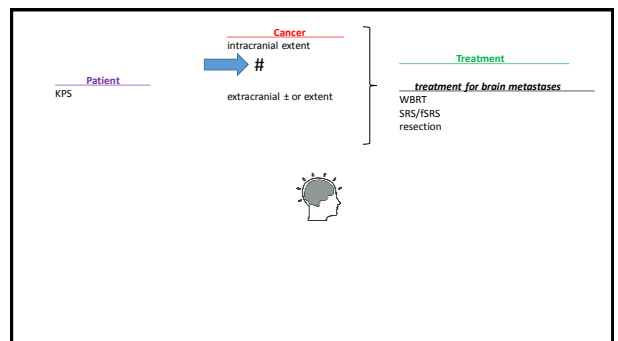 Patient
KPS
Cancer
intracranial extent
#
extracranial ± or extent
Treatment
treatment for brain metastases
WBRT
SRS/fSRS
resection